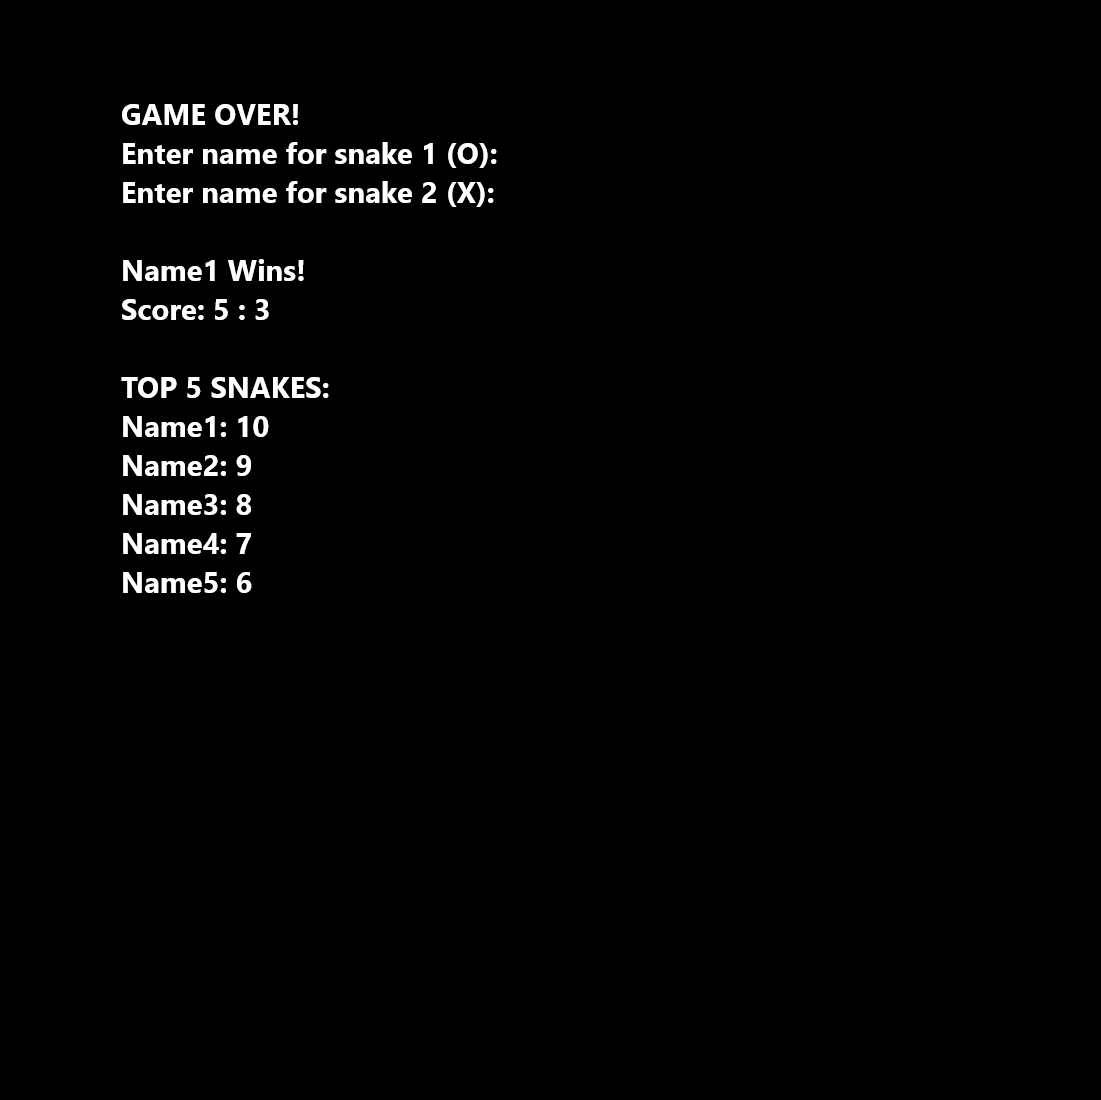 GAME OVER!
Enter name for snake 1 (O):
Enter name for snake 2 (X):
Name1 Wins!
Score: 5 : 3
TOP 5 SNAKES:
Name1: 10
Name2: 9
Name3: 8
Name4: 7
Name5: 6